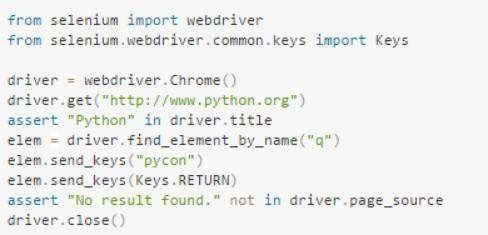 from selenium import webdriver
from selenium.webdriver.common.keys import Keys
driver = webdriver.Chrome()
driver.get("http://www.python.org")
assert "Python" in driver.title
elem = driver.find_element_by_name("q")
elem.send_keys("pycon")
elem.send_keys(Keys.RETURN)
assert "No result found." not in driver.page_source
driver.close()